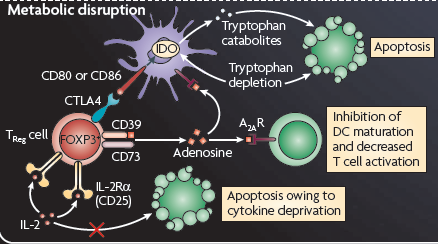 Metabolic disruption
IDO
Tryptophan
catabolites
Apoptosis
CD80 or CD86
Tryptophan
depletion
CTLA4
T Reg cell
FOXP3+
CD39
CD73
Adenosine
A2AR
Inhibition of
DC maturation
and decreased
T cell activation
IL-2Rα
(CD25)
IL-2
Apoptosis owing to
cytokine deprivation